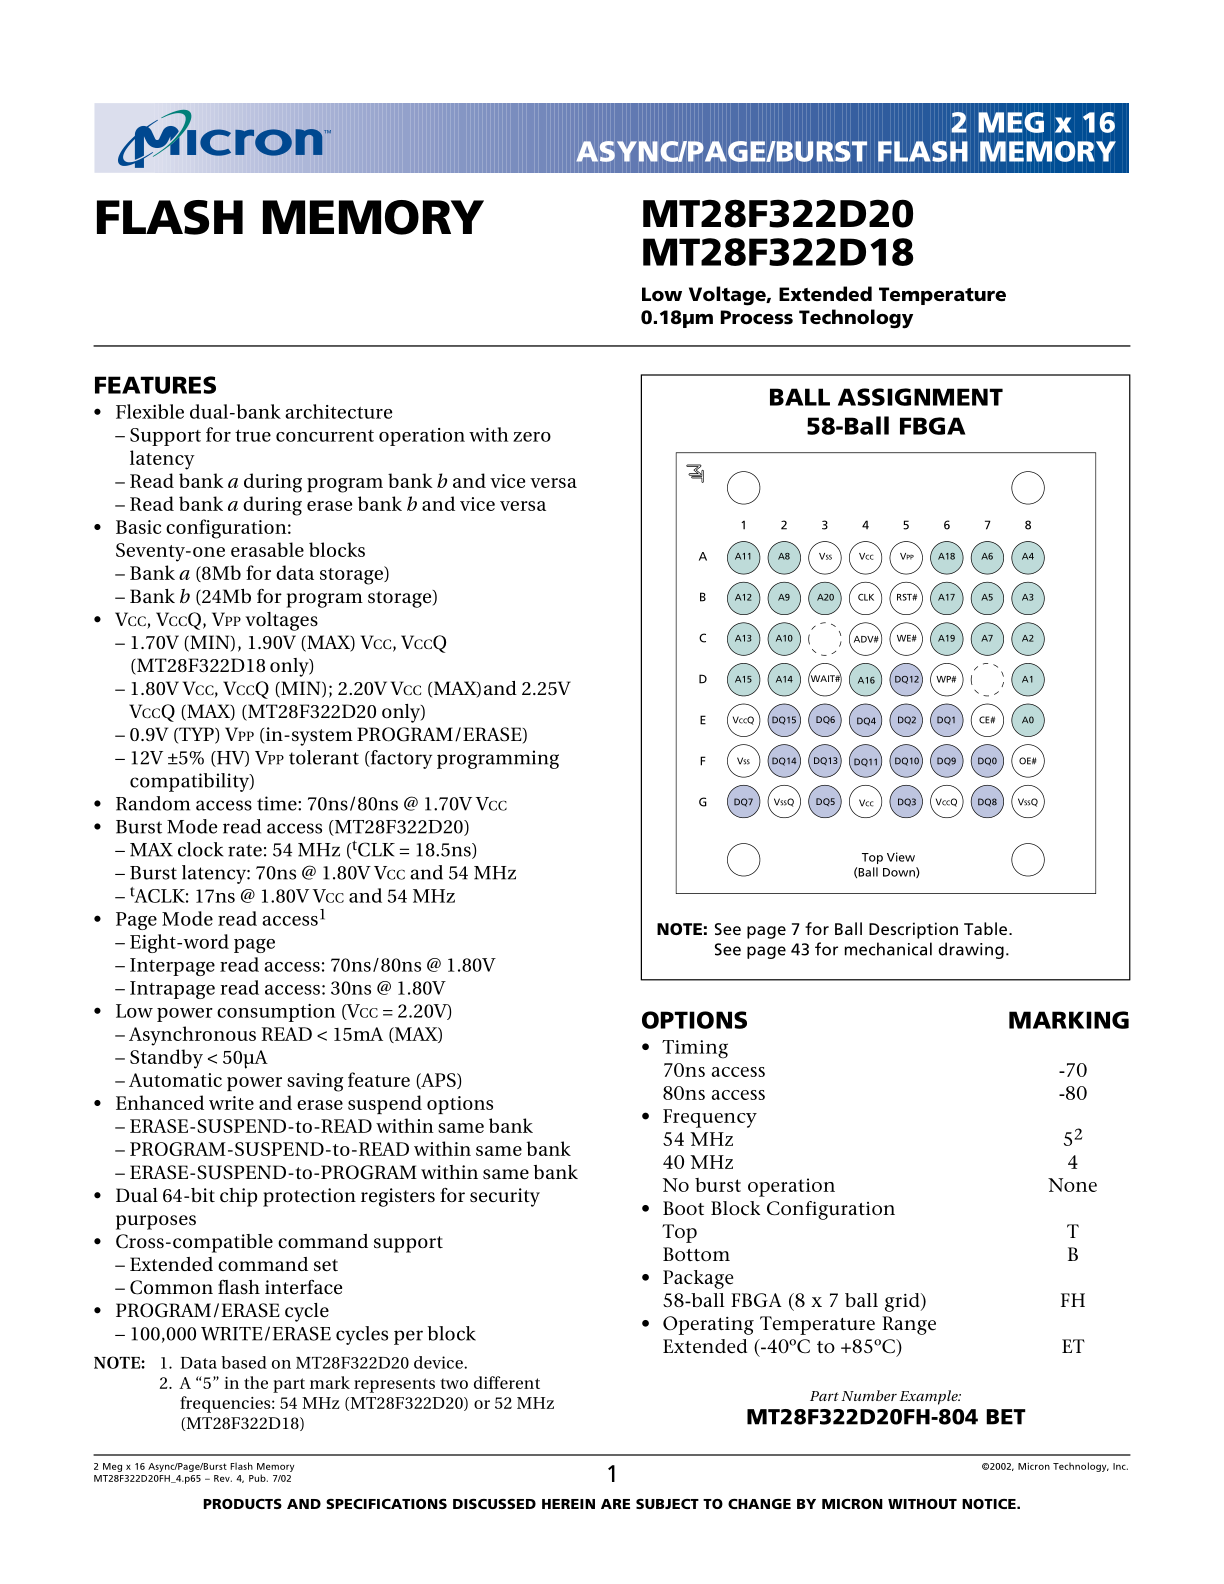 Micron™
2 MEG x 16
ASYNC/PAGE/BURST FLASH MEMORY
FLASH MEMORY
MT28F322D20
MT28F322D18
Low Voltage, Extended Temperature
0.18µm Process Technology
FEATURES
• Flexible dual-bank architecture
– Support for true concurrent operation with zero
latency
– Read bank a during program bank b and vice versa
– Read bank a during erase bank b and vice versa
• Basic configuration:
Seventy-one erasable blocks
– Bank a (8Mb for data storage)
– Bank b (24Mb for program storage)
• VCC, VCCQ, VPP voltages
– 1.70V (MIN), 1.90V (MAX) VCC, VCCQ
(MT28F322D18 only)
– 1.80V VCC, VCCQ (MIN); 2.20V VCC (MAX)and 2.25V
VCCQ (MAX) (MT28F322D20 only)
– 0.9V (TYP) VPP (in-system PROGRAM/ERASE)
– 12V ±5% (HV) VPP tolerant (factory programming
compatibility)
• Random access time: 70ns/80ns @ 1.70V VCC
• Burst Mode read access (MT28F322D20)
– MAX clock rate: 54 MHz (tCLK = 18.5ns)
– Burst latency: 70ns @ 1.80V VCC and 54 MHz
– tACLK: 17ns @ 1.80V VCC and 54 MHz
• Page Mode read access1
– Eight-word page
– Interpage read access: 70ns/80ns @ 1.80V
– Intrapage read access: 30ns @ 1.80V
• Low power consumption (VCC = 2.20V)
– Asynchronous READ < 15mA (MAX)
– Standby < 50µA
– Automatic power saving feature (APS)
• Enhanced write and erase suspend options
– ERASE-SUSPEND-to-READ within same bank
– PROGRAM-SUSPEND-to-READ within same bank
– ERASE-SUSPEND-to-PROGRAM within same bank
• Dual 64-bit chip protection registers for security
purposes
• Cross-compatible command support
– Extended command set
– Common flash interface
• PROGRAM/ERASE cycle
– 100,000 WRITE/ERASE cycles per block
NOTE: 1. Data based on MT28F322D20 device.
2. A “5” in the part mark represents two different
frequencies: 54 MHz (MT28F322D20) or 52 MHz
(MT28F322D18)
BALL ASSIGNMENT
58-Ball FBGA
1 2 3 4 5 6 7 8
A A11 A8 VSS VCC VPP A18 A6 A4
B A12 A9 A20 CLK RST# A17 A5 A3
C A13 A10 ADV# WE# A19 A7 A2
D A15 A14 WAIT# A16 DQ12 WP# A1
E VCCQ DQ15 DQ6 DQ4 DQ2 DQ1 CE# A0
F VSS DQ14 DQ13 DQ11 DQ10 DQ9 DQ0 OE#
G DQ7 VSSQ DQ5 VCC DQ3 VCCQ DQ8 VSSQ
Top View
(Ball Down)
NOTE: See page 7 for Ball Description Table.
See page 43 for mechanical drawing.
OPTIONS MARKING
• Timing
70ns access -70
80ns access -80
• Frequency
54 MHz 52
40 MHz 4
No burst operation None
• Boot Block Configuration
Top T
Bottom B
• Package
58-ball FBGA (8 x 7 ball grid) FH
• Operating Temperature Range
Extended (-40ºC to +85ºC) ET
Part Number Example:
MT28F322D20FH-804 BET
2 Meg x 16 Async/Page/Burst Flash Memory
MT28F322D20FH_4.p65 – Rev. 4, Pub. 7/02
1
©2002, Micron Technology, Inc.
PRODUCTS AND SPECIFICATIONS DISCUSSED HEREIN ARE SUBJECT TO CHANGE BY MICRON WITHOUT NOTICE.